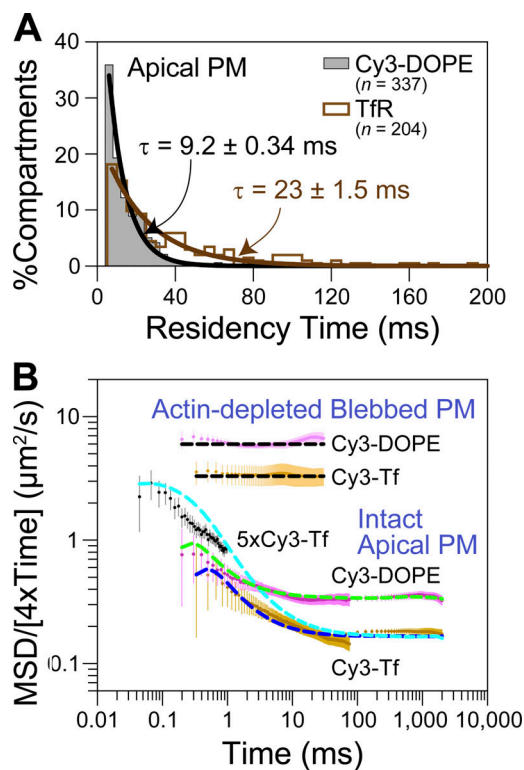 A
40
30
20
10
0
%Compartments
Apical PM
Cy3-DOPE
(n = 337)
TfR
(n = 204)
τ = 9.2 ± 0.34 ms
τ = 23 ± 1.5 ms
0 40 80 120 160 200
Residency Time (ms)
B
10
1
0.1
MSD/[4xTime] (μm²/s)
Actin-depleted Blebbed PM
Cy3-DOPE
Cy3-Tf
5xCy3-Tf
Intact
Apical PM
Cy3-DOPE
Cy3-Tf
0.01 0.1 1 10 100 1,000 10,000
Time (ms)